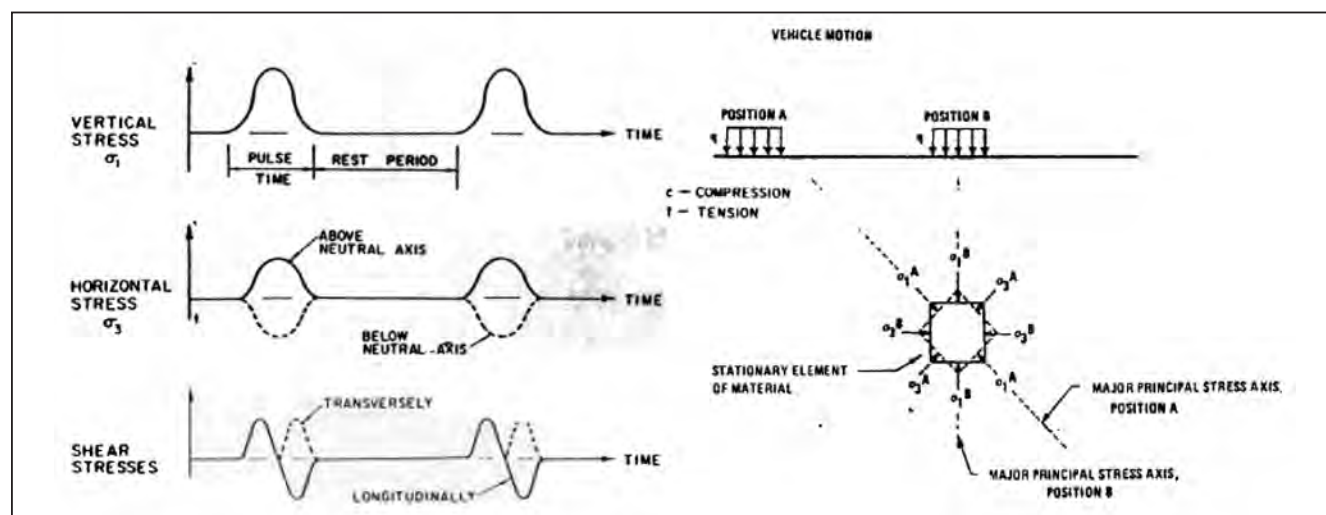 VERTICAL
STRESS
σ1
TIME
PULSE
TIME
REST PERIOD
HORIZONTAL
STRESS
σ3
t
ABOVE
NEUTRAL AXIS
TIME
BELOW
NEUTRAL AXIS
SHEAR
STRESSES
TRANSVERSELY
TIME
LONGITUDINALLY
VEHICLE MOTION
POSITION A
q
POSITION B
q
c – COMPRESSION
t – TENSION
σ1A
σ1B
σ3A
σ3B
σ3B
σ3A
σ1B
σ1A
STATIONARY ELEMENT
OF MATERIAL
MAJOR PRINCIPAL STRESS AXIS,
POSITION A
MAJOR PRINCIPAL STRESS AXIS,
POSITION B